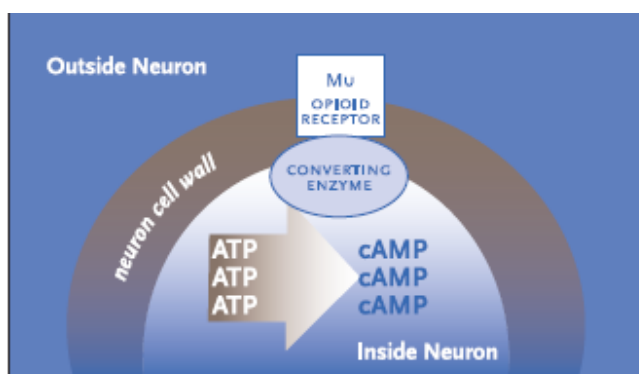 Outside Neuron
Mu
OPIOID
RECEPTOR
CONVERTING
ENZYME
neuron cell wall
ATP cAMP
ATP cAMP
ATP cAMP
Inside Neuron